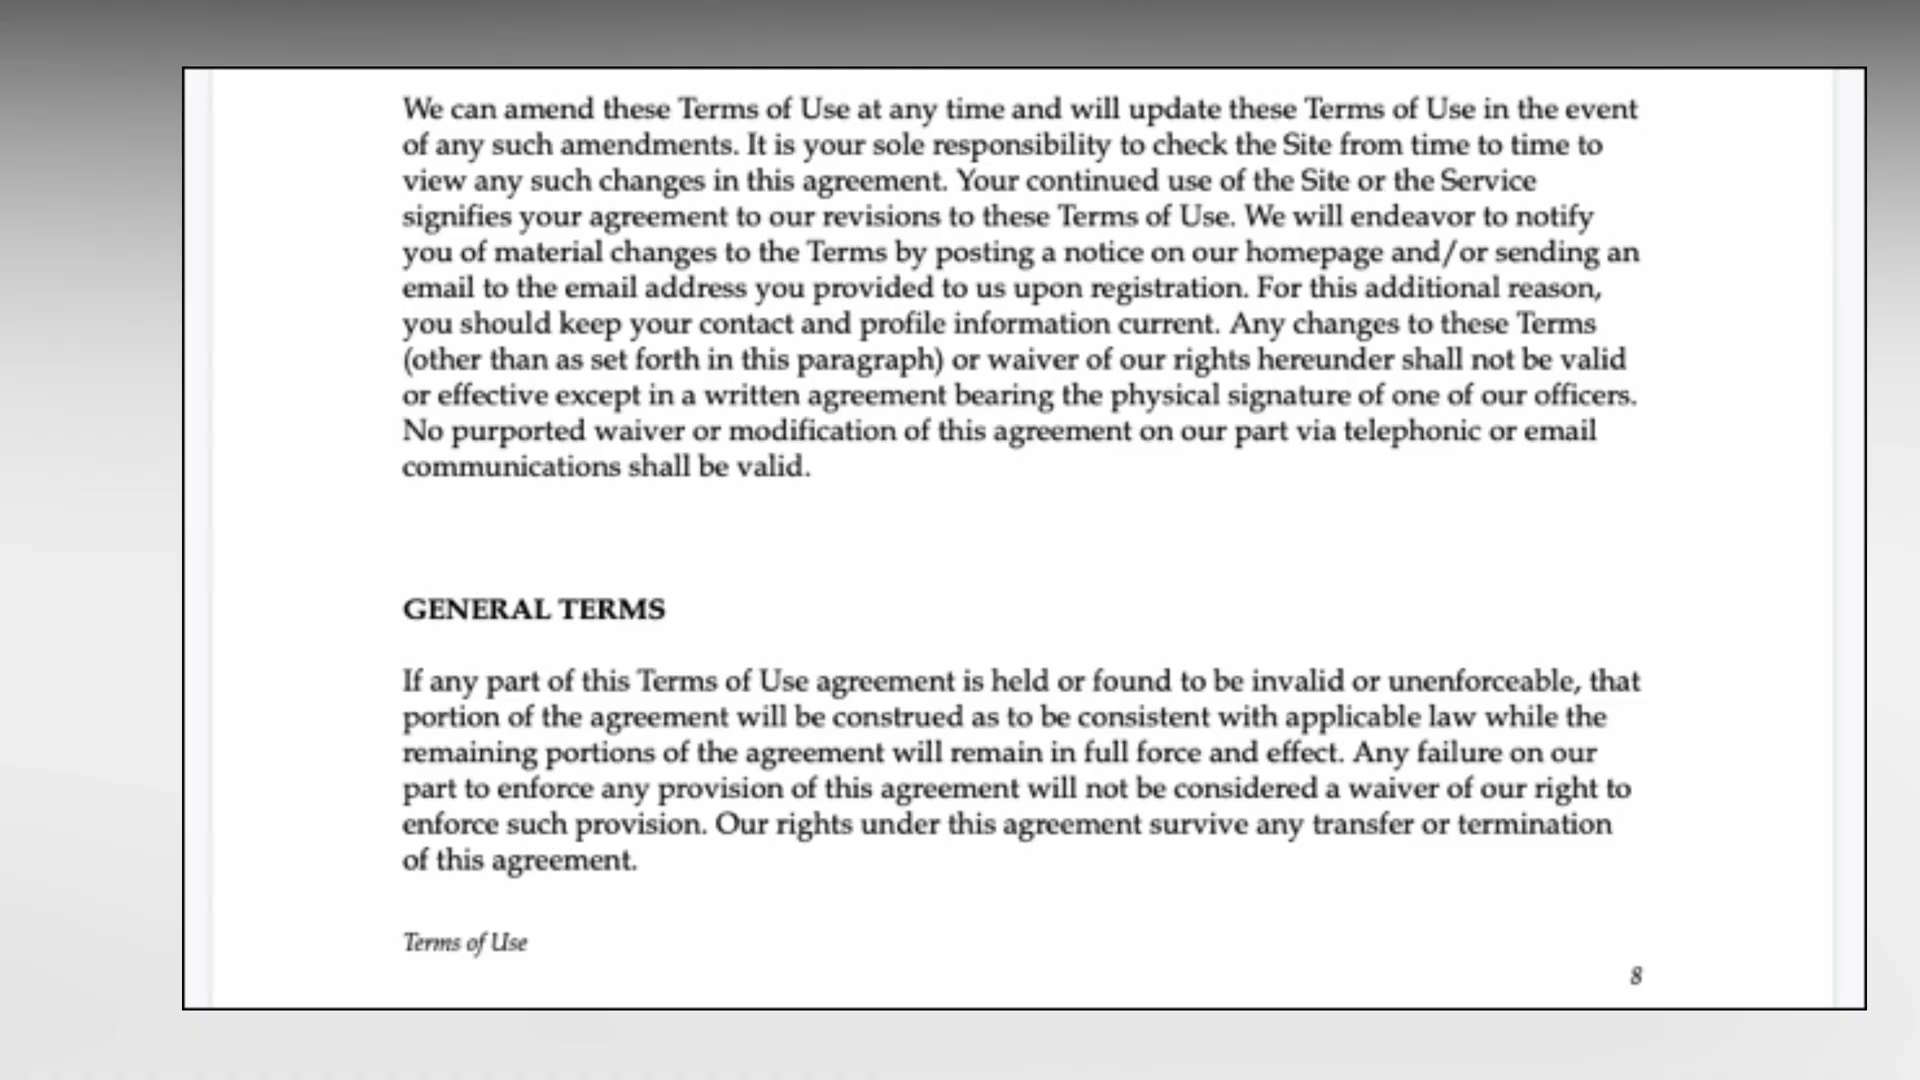 We can amend these Terms of Use at any time and will update these Terms of Use in the event
of any such amendments. It is your sole responsibility to check the Site from time to time to
view any such changes in this agreement. Your continued use of the Site or the Service
signifies your agreement to our revisions to these Terms of Use. We will endeavor to notify
you of material changes to the Terms by posting a notice on our homepage and/or sending an
email to the email address you provided to us upon registration. For this additional reason,
you should keep your contact and profile information current. Any changes to these Terms
(other than as set forth in this paragraph) or waiver of our rights hereunder shall not be valid
or effective except in a written agreement bearing the physical signature of one of our officers.
No purported waiver or modification of this agreement on our part via telephonic or email
communications shall be valid.
GENERAL TERMS
If any part of this Terms of Use agreement is held or found to be invalid or unenforceable, that
portion of the agreement will be construed as to be consistent with applicable law while the
remaining portions of the agreement will remain in full force and effect. Any failure on our
part to enforce any provision of this agreement will not be considered a waiver of our right to
enforce such provision. Our rights under this agreement survive any transfer or termination
of this agreement.
Terms of Use
8